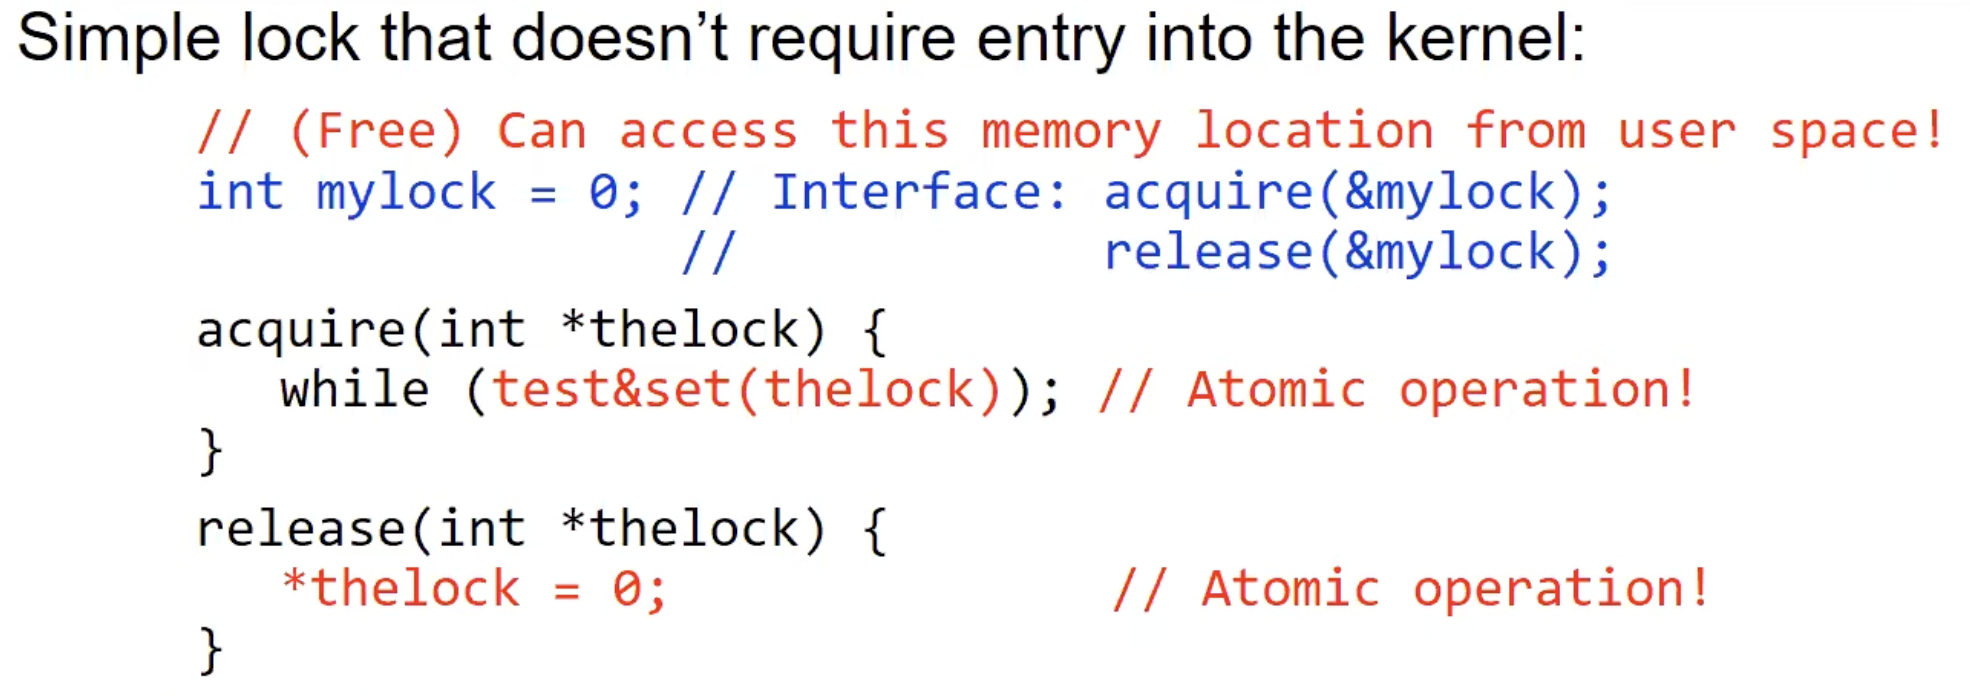 Simple lock that doesn’t require entry into the kernel:
// (Free) Can access this memory location from user space!
int mylock = 0; // Interface: acquire(&mylock);
// release(&mylock);
acquire(int *thelock) {
while (test&set(thelock)); // Atomic operation!
}
release(int *thelock) {
*thelock = 0; // Atomic operation!
}